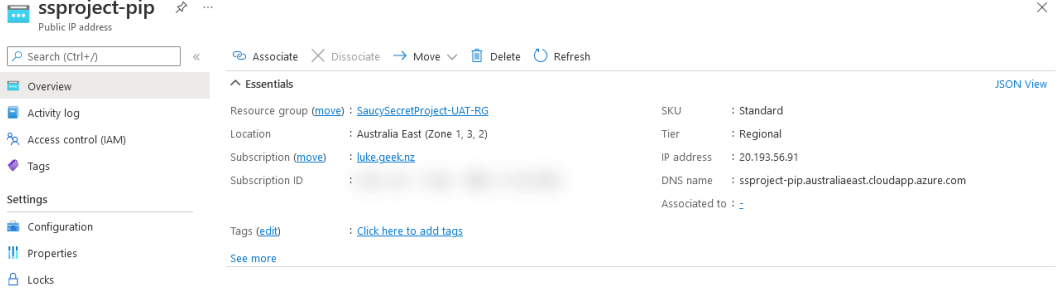 ssproject-pip
Public IP address
Search (Ctrl+/)
Overview
Activity log
Access control (IAM)
Tags
Settings
Configuration
Properties
Locks
Associate Dissociate Move Delete Refresh
Essentials JSON View
Resource group (move) : SaucySecretProject-UAT-RG
Location : Australia East (Zone 1, 3, 2)
Subscription (move) : luke.geek.nz
Subscription ID :
Tags (edit) : Click here to add tags
See more
SKU : Standard
Tier : Regional
IP address : 20.193.56.91
DNS name : ssproject-pip.australiaeast.cloudapp.azure.com
Associated to : -